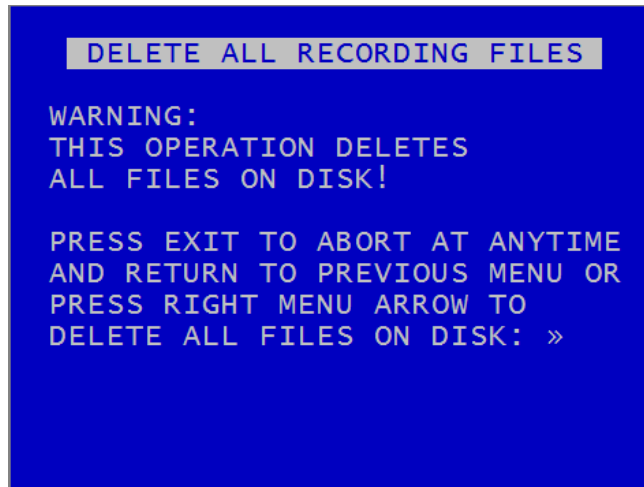 DELETE ALL RECORDING FILES
WARNING:
THIS OPERATION DELETES
ALL FILES ON DISK!
PRESS EXIT TO ABORT AT ANYTIME
AND RETURN TO PREVIOUS MENU OR
PRESS RIGHT MENU ARROW TO
DELETE ALL FILES ON DISK: »